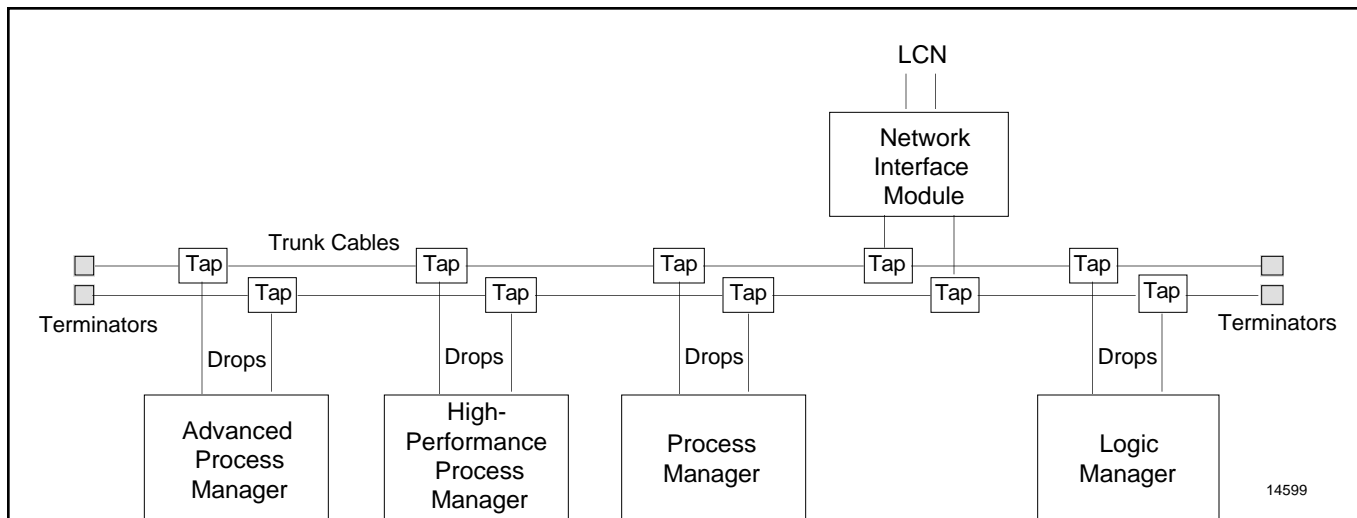 LCN
Network
Interface
Module
Trunk Cables
Tap
Tap
Tap
Tap
Tap
Tap
Tap
Tap
Tap
Tap
Terminators
Terminators
Drops
Drops
Drops
Drops
Advanced
Process
Manager
High-
Performance
Process
Manager
Process
Manager
Logic
Manager
14599